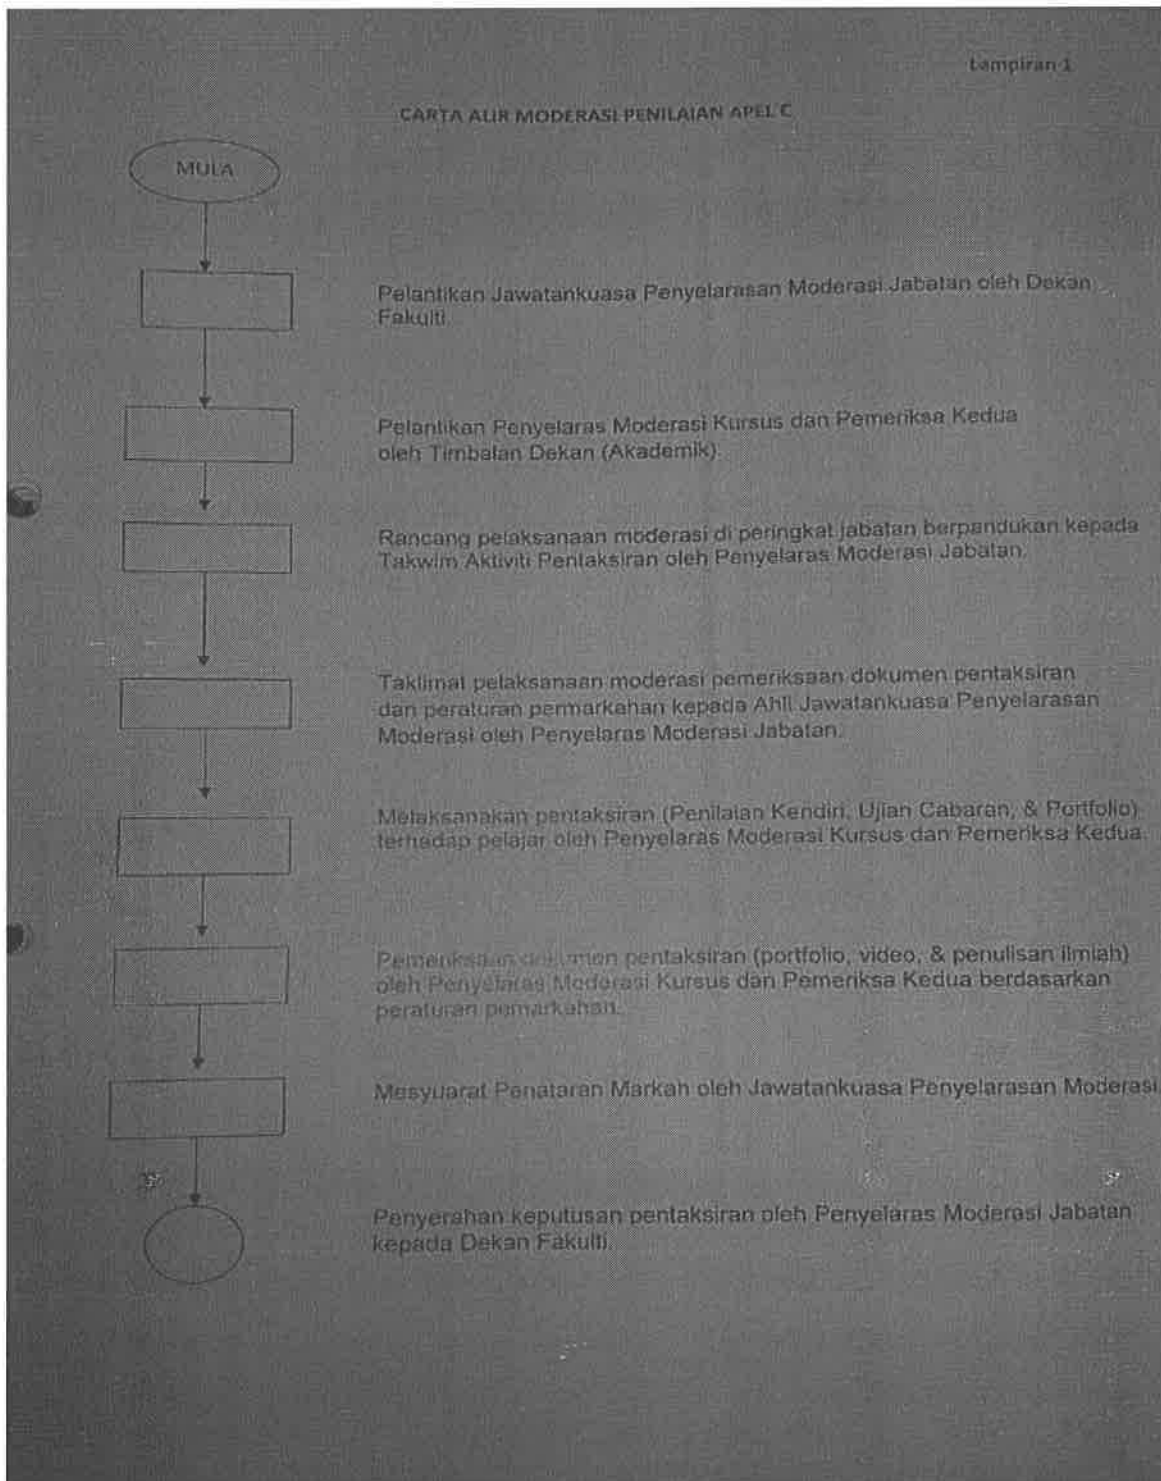 Lampiran 1
CARTA ALIR MODERASI PENILAIAN APEL C
MULA
Pelantikan Jawatankuasa Penyelarasan Moderasi Jabatan oleh Dekan
Fakulti.
Pelantikan Penyelaras Moderasi Kursus dan Pemeriksa Kedua
oleh Timbalan Dekan (Akademik).
Rancang pelaksanaan moderasi di peringkat jabatan berpandukan kepada
Takwim Aktiviti Pentaksiran oleh Penyelaras Moderasi Jabatan.
Taklimat pelaksanaan moderasi pemeriksaan dokumen pentaksiran
dan peraturan permarkahan kepada Ahli Jawatankuasa Penyelarasan
Moderasi oleh Penyelaras Moderasi Jabatan.
Melaksanakan pentaksiran (Penilaian Kendiri, Ujian Cabaran, & Portfolio)
terhadap pelajar oleh Penyelaras Moderasi Kursus dan Pemeriksa Kedua.
Pemeriksaan dokumen pentaksiran (portfolio, video, & penulisan ilmiah)
oleh Penyelaras Moderasi Kursus dan Pemeriksa Kedua berdasarkan
peraturan pemarkahan.
Mesyuarat Penataran Markah oleh Jawatankuasa Penyelarasan Moderasi.
Penyerahan keputusan pentaksiran oleh Penyelaras Moderasi Jabatan
kepada Dekan Fakulti.